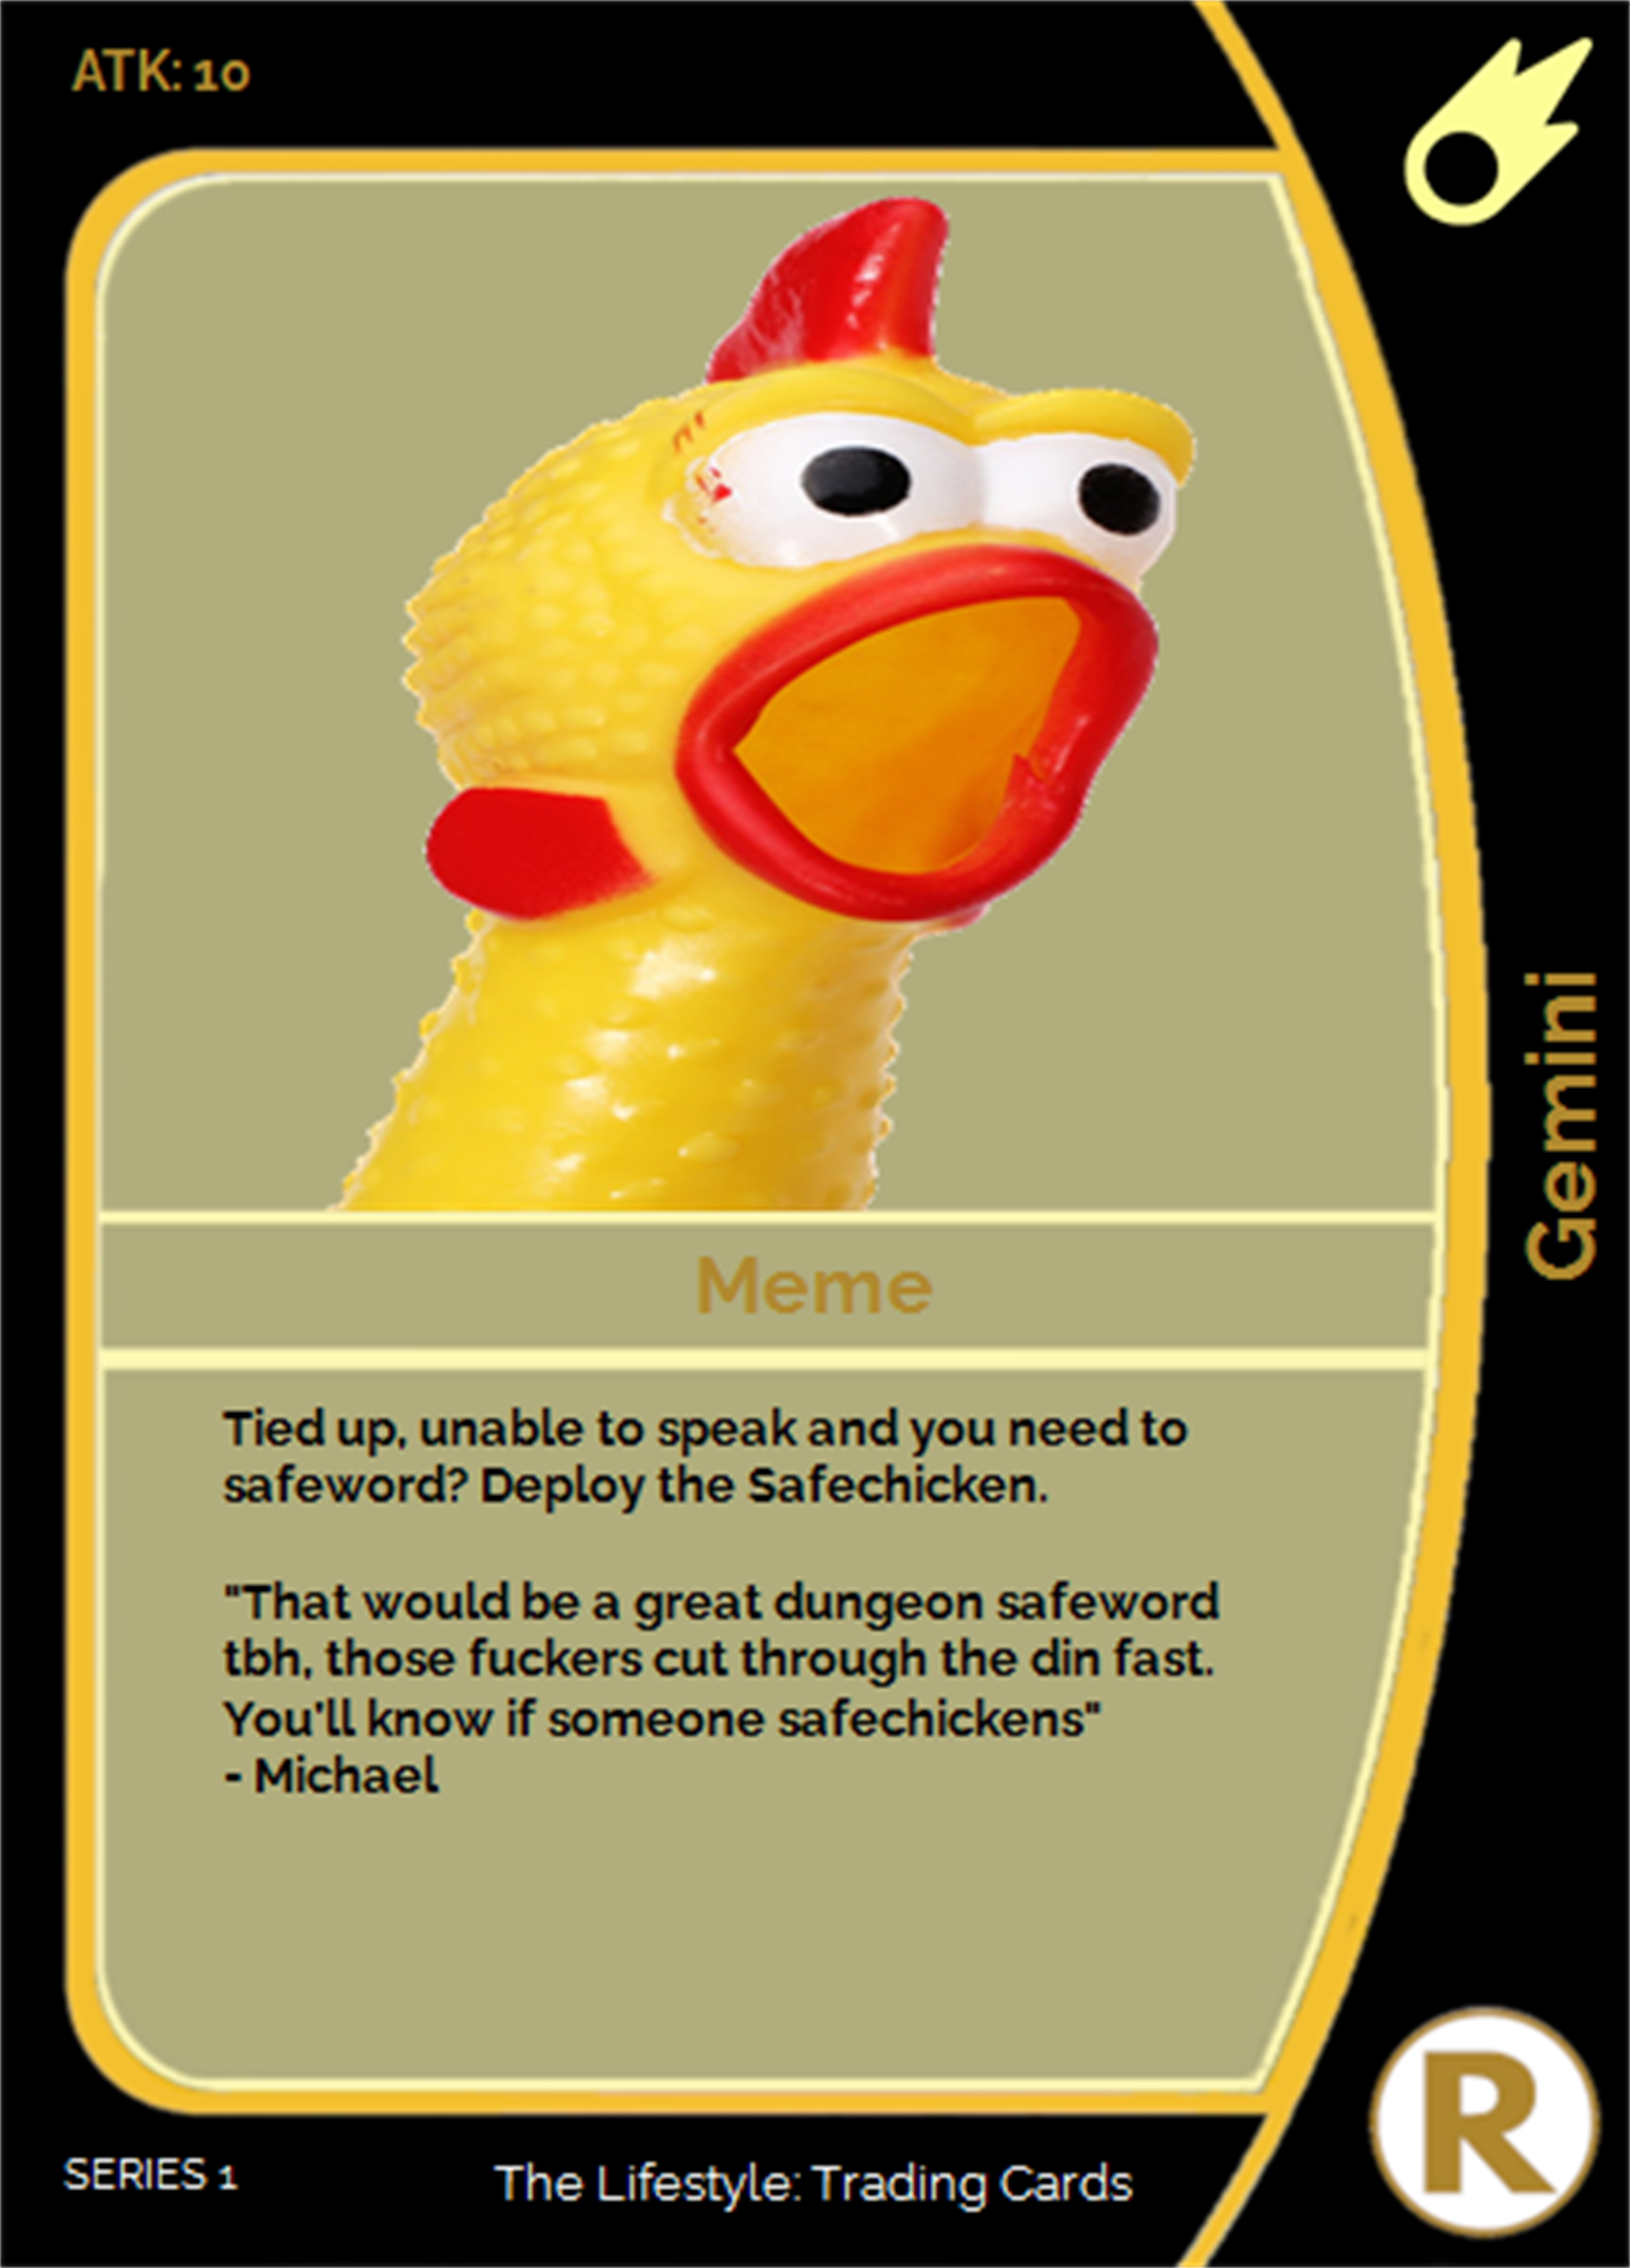 ATK: 10
Gemini
Meme
Tied up, unable to speak and you need to
safeword? Deploy the Safechicken.
"That would be a great dungeon safeword
tbh, those fuckers cut through the din fast.
You'll know if someone safechickens"
- Michael
SERIES 1
The Lifestyle: Trading Cards
R